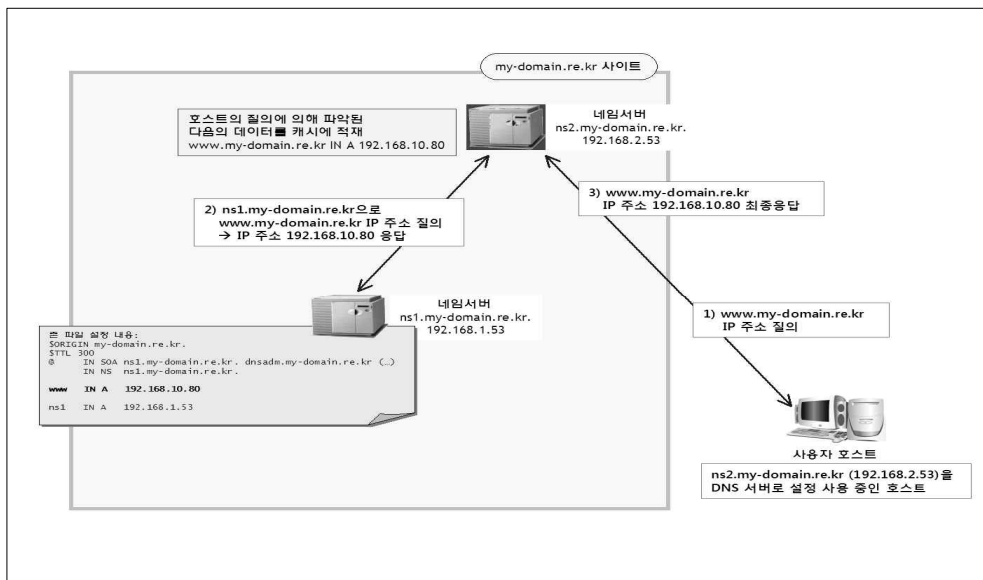 my-domain.re.kr 사이트
호스트의 질의에 의해 파악된
다음의 데이터를 캐시에 적재
www.my-domain.re.kr IN A 192.168.10.80
네임서버
ns2.my-domain.re.kr.
192.168.2.53
2) ns1.my-domain.re.kr으로
www.my-domain.re.kr IP 주소 질의
→ IP 주소 192.168.10.80 응답
3) www.my-domain.re.kr
IP 주소 192.168.10.80 최종응답
네임서버
ns1.my-domain.re.kr.
192.168.1.53
존 파일 설정 내용:
$ORIGIN my-domain.re.kr.
$TTL 300
@ IN SOA ns1.my-domain.re.kr. dnsadm.my-domain.re.kr (…)
IN NS ns1.my-domain.re.kr.
www IN A 192.168.10.80
ns1 IN A 192.168.1.53
1) www.my-domain.re.kr
IP 주소 질의
사용자 호스트
ns2.my-domain.re.kr (192.168.2.53)을
DNS 서버로 설정 사용 중인 호스트